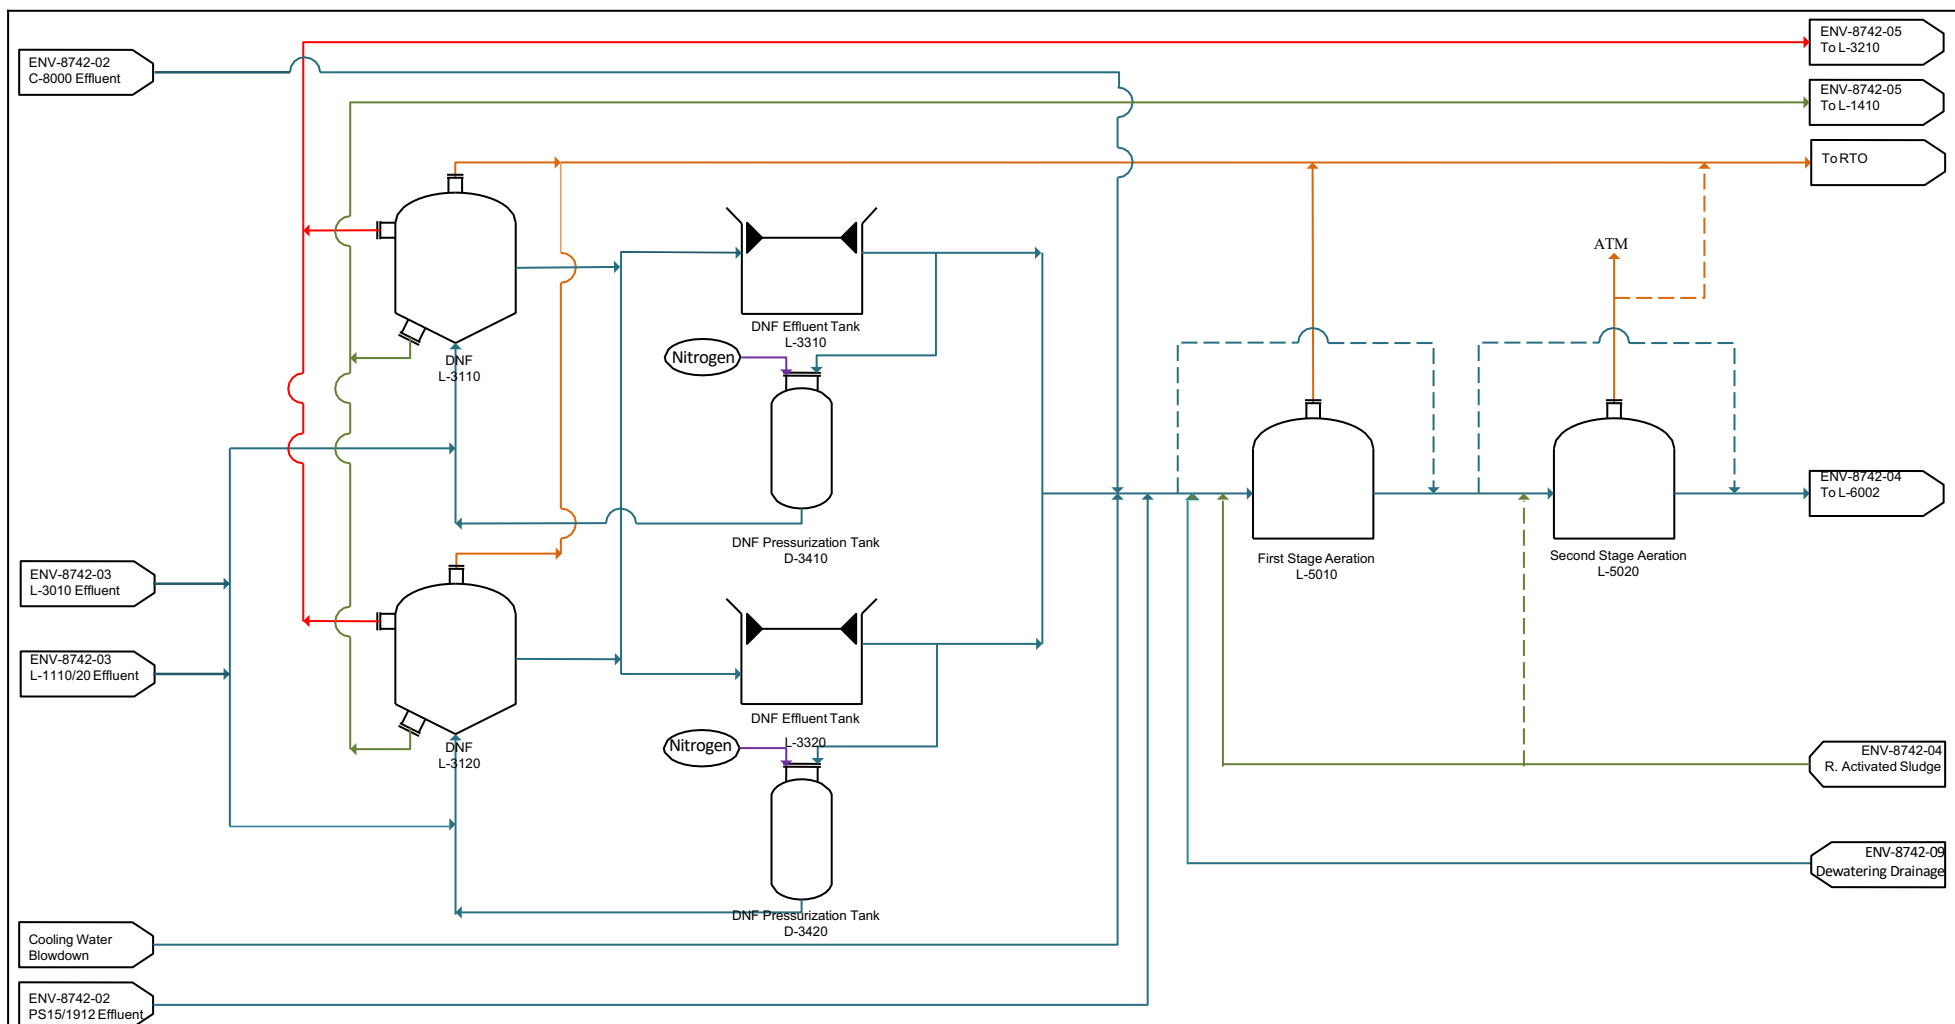 ENV-8742-05
To L-3210
ENV-8742-02
C-8000 Effluent
ENV-8742-05
To L-1410
To RTO
ATM
DNF Effluent Tank
L-3310
Nitrogen
DNF
L-3110
ENV-8742-04
To L-6002
DNF Pressurization Tank
D-3410
First Stage Aeration
L-5010
Second Stage Aeration
L-5020
ENV-8742-03
L-3010 Effluent
ENV-8742-03
L-1110/20 Effluent
DNF Effluent Tank
L-3320
Nitrogen
DNF
L-3120
ENV-8742-04
R. Activated Sludge
ENV-8742-09
Dewatering Drainage
DNF Pressurization Tank
D-3420
Cooling Water
Blowdown
ENV-8742-02
PS15/1912 Effluent